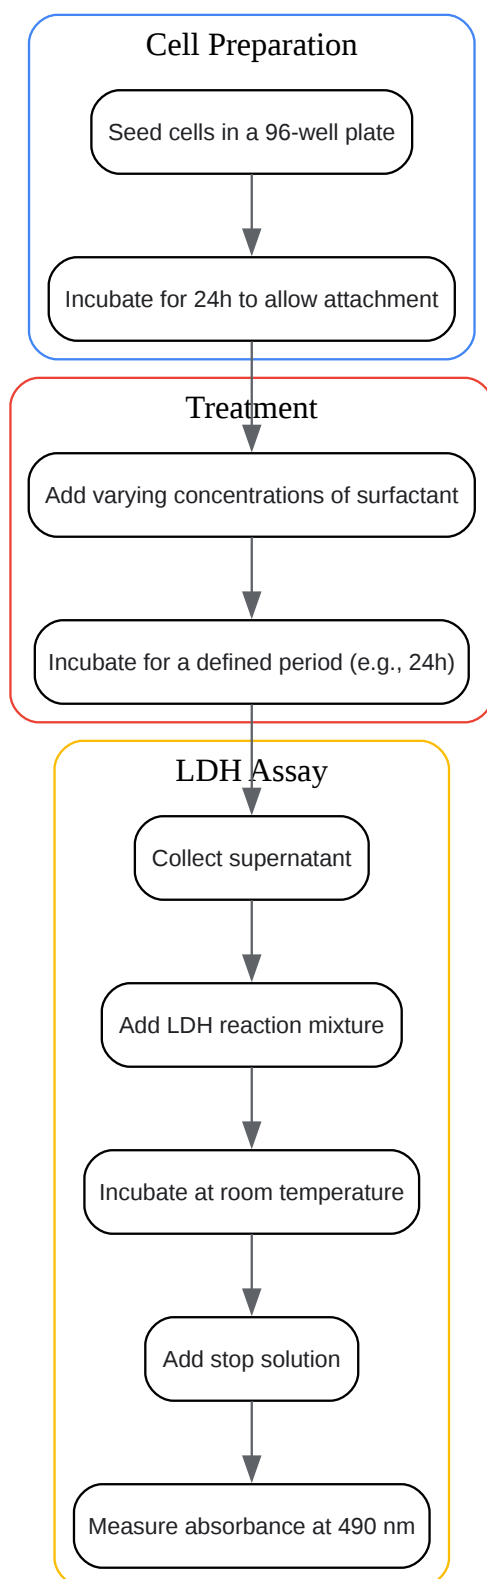 Cell Preparation
Seed cells in a 96-well plate
Incubate for 24h to allow attachment
Treatment
Add varying concentrations of surfactant
Incubate for a defined period (e.g., 24h)
LDH Assay
Collect supernatant
Add LDH reaction mixture
Incubate at room temperature
Add stop solution
Measure absorbance at 490 nm